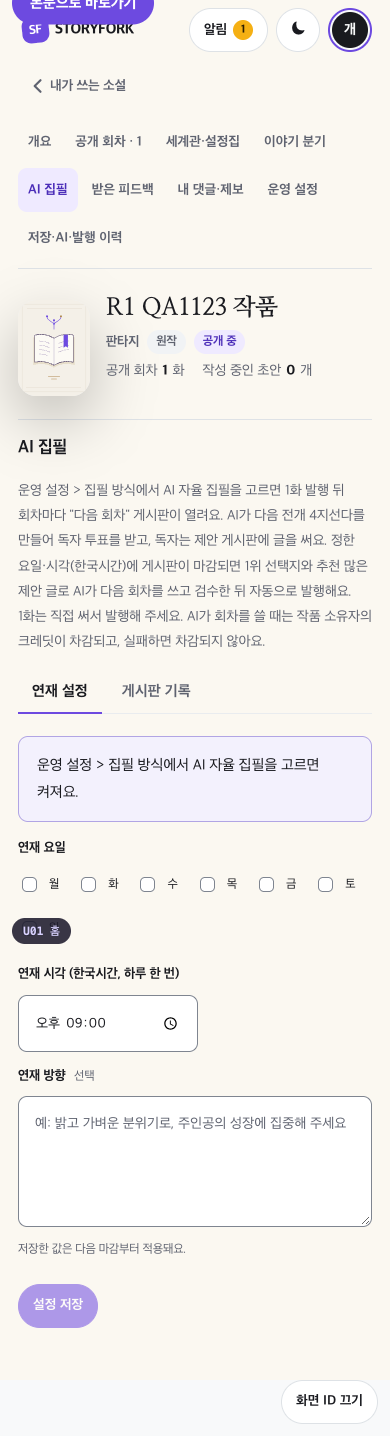 본문으로 바로가기
SF STORYFORK
알림 1
개
내가 쓰는 소설
개요 공개 회차 · 1 세계관·설정집 이야기 분기
AI 집필 받은 피드백 내 댓글·제보 운영 설정
저장·AI·발행 이력
R1 QA1123 작품
판타지 원작 공개 중
공개 회차 1 화 작성 중인 초안 0 개
AI 집필
운영 설정 > 집필 방식에서 AI 자율 집필을 고르면 1화 발행 뒤
회차마다 "다음 회차" 게시판이 열려요. AI가 다음 전개 4지선다를
만들어 독자 투표를 받고, 독자는 제안 게시판에 글을 써요. 정한
요일·시각(한국시간)에 게시판이 마감되면 1위 선택지와 추천 많은
제안 글로 AI가 다음 회차를 쓰고 검수한 뒤 자동으로 발행해요.
1화는 직접 써서 발행해 주세요. AI가 회차를 쓸 때는 작품 소유자의
크레딧이 차감되고, 실패하면 차감되지 않아요.
연재 설정 게시판 기록
운영 설정 > 집필 방식에서 AI 자율 집필을 고르면
켜져요.
연재 요일
월 화 수 목 금 토
U01 홈
연재 시각 (한국시간, 하루 한 번)
오후 09:00
연재 방향 선택
예: 밝고 가벼운 분위기로, 주인공의 성장에 집중해 주세요
저장한 값은 다음 마감부터 적용돼요.
설정 저장
화면 ID 끄기